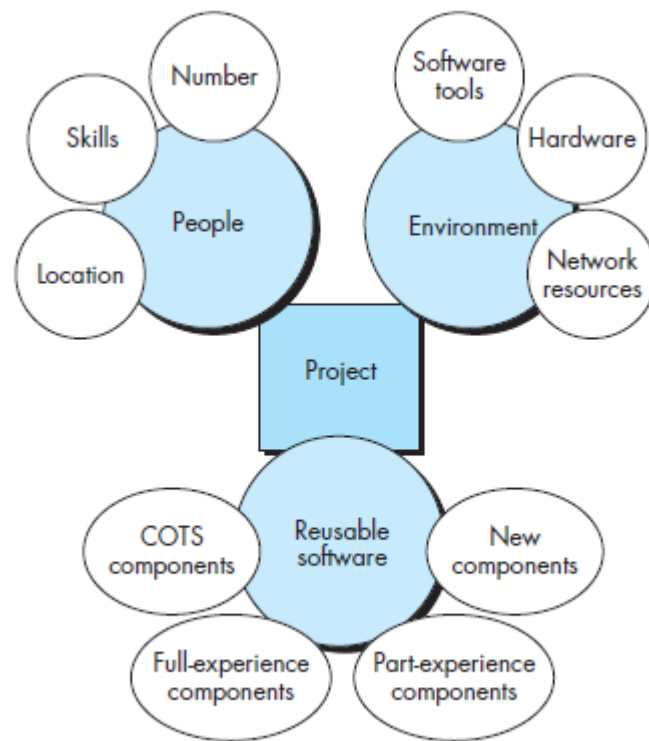 Number
Skills
People
Location
Software
tools
Hardware
Environment
Network
resources
Project
COTS
components
Reusable
software
New
components
Full-experience
components
Part-experience
components